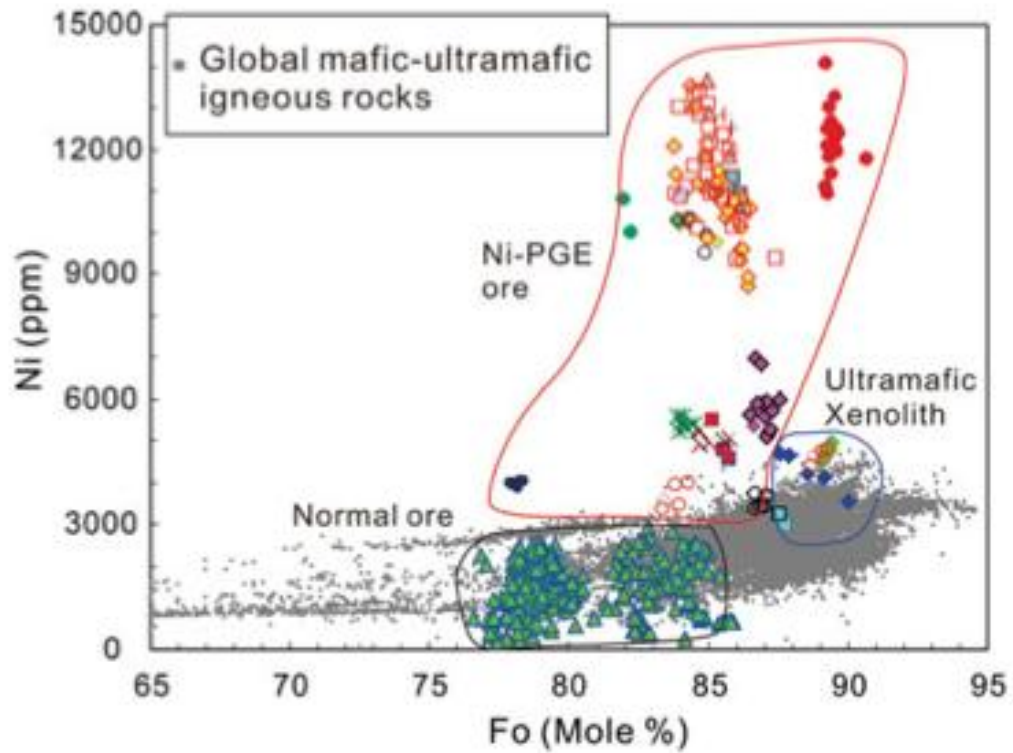 15000
12000
9000
6000
3000
0
Ni (ppm)
Global mafic-ultramafic
igneous rocks
Ni-PGE
ore
Ultramafic
Xenolith
Normal ore
65 70 75 80 85 90 95
Fo (Mole %)